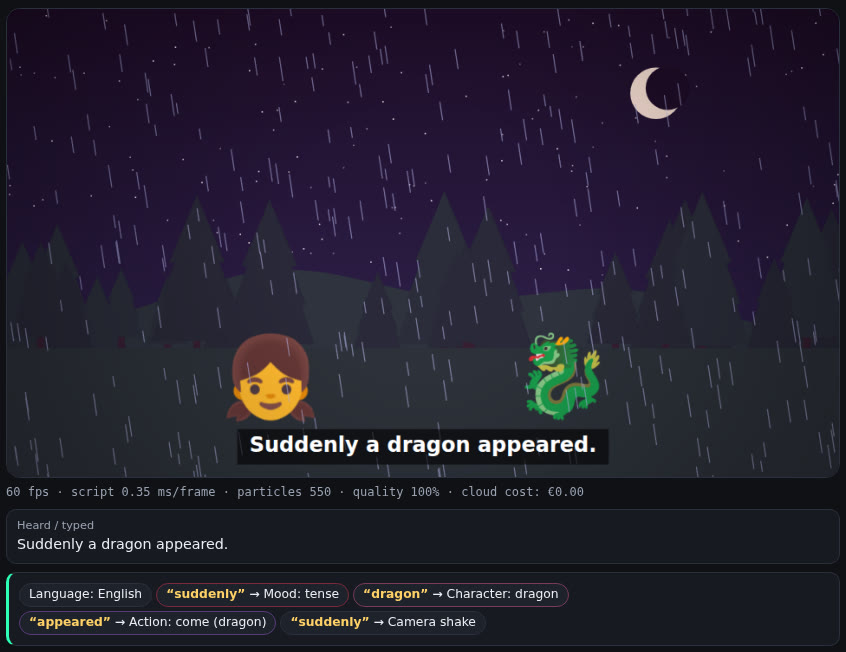 Suddenly a dragon appeared.
60 fps · script 0.35 ms/frame · particles 550 · quality 100% · cloud cost: €0.00
Heard / typed
Suddenly a dragon appeared.
Language: English “suddenly” → Mood: tense “dragon” → Character: dragon
“appeared” → Action: come (dragon) “suddenly” → Camera shake